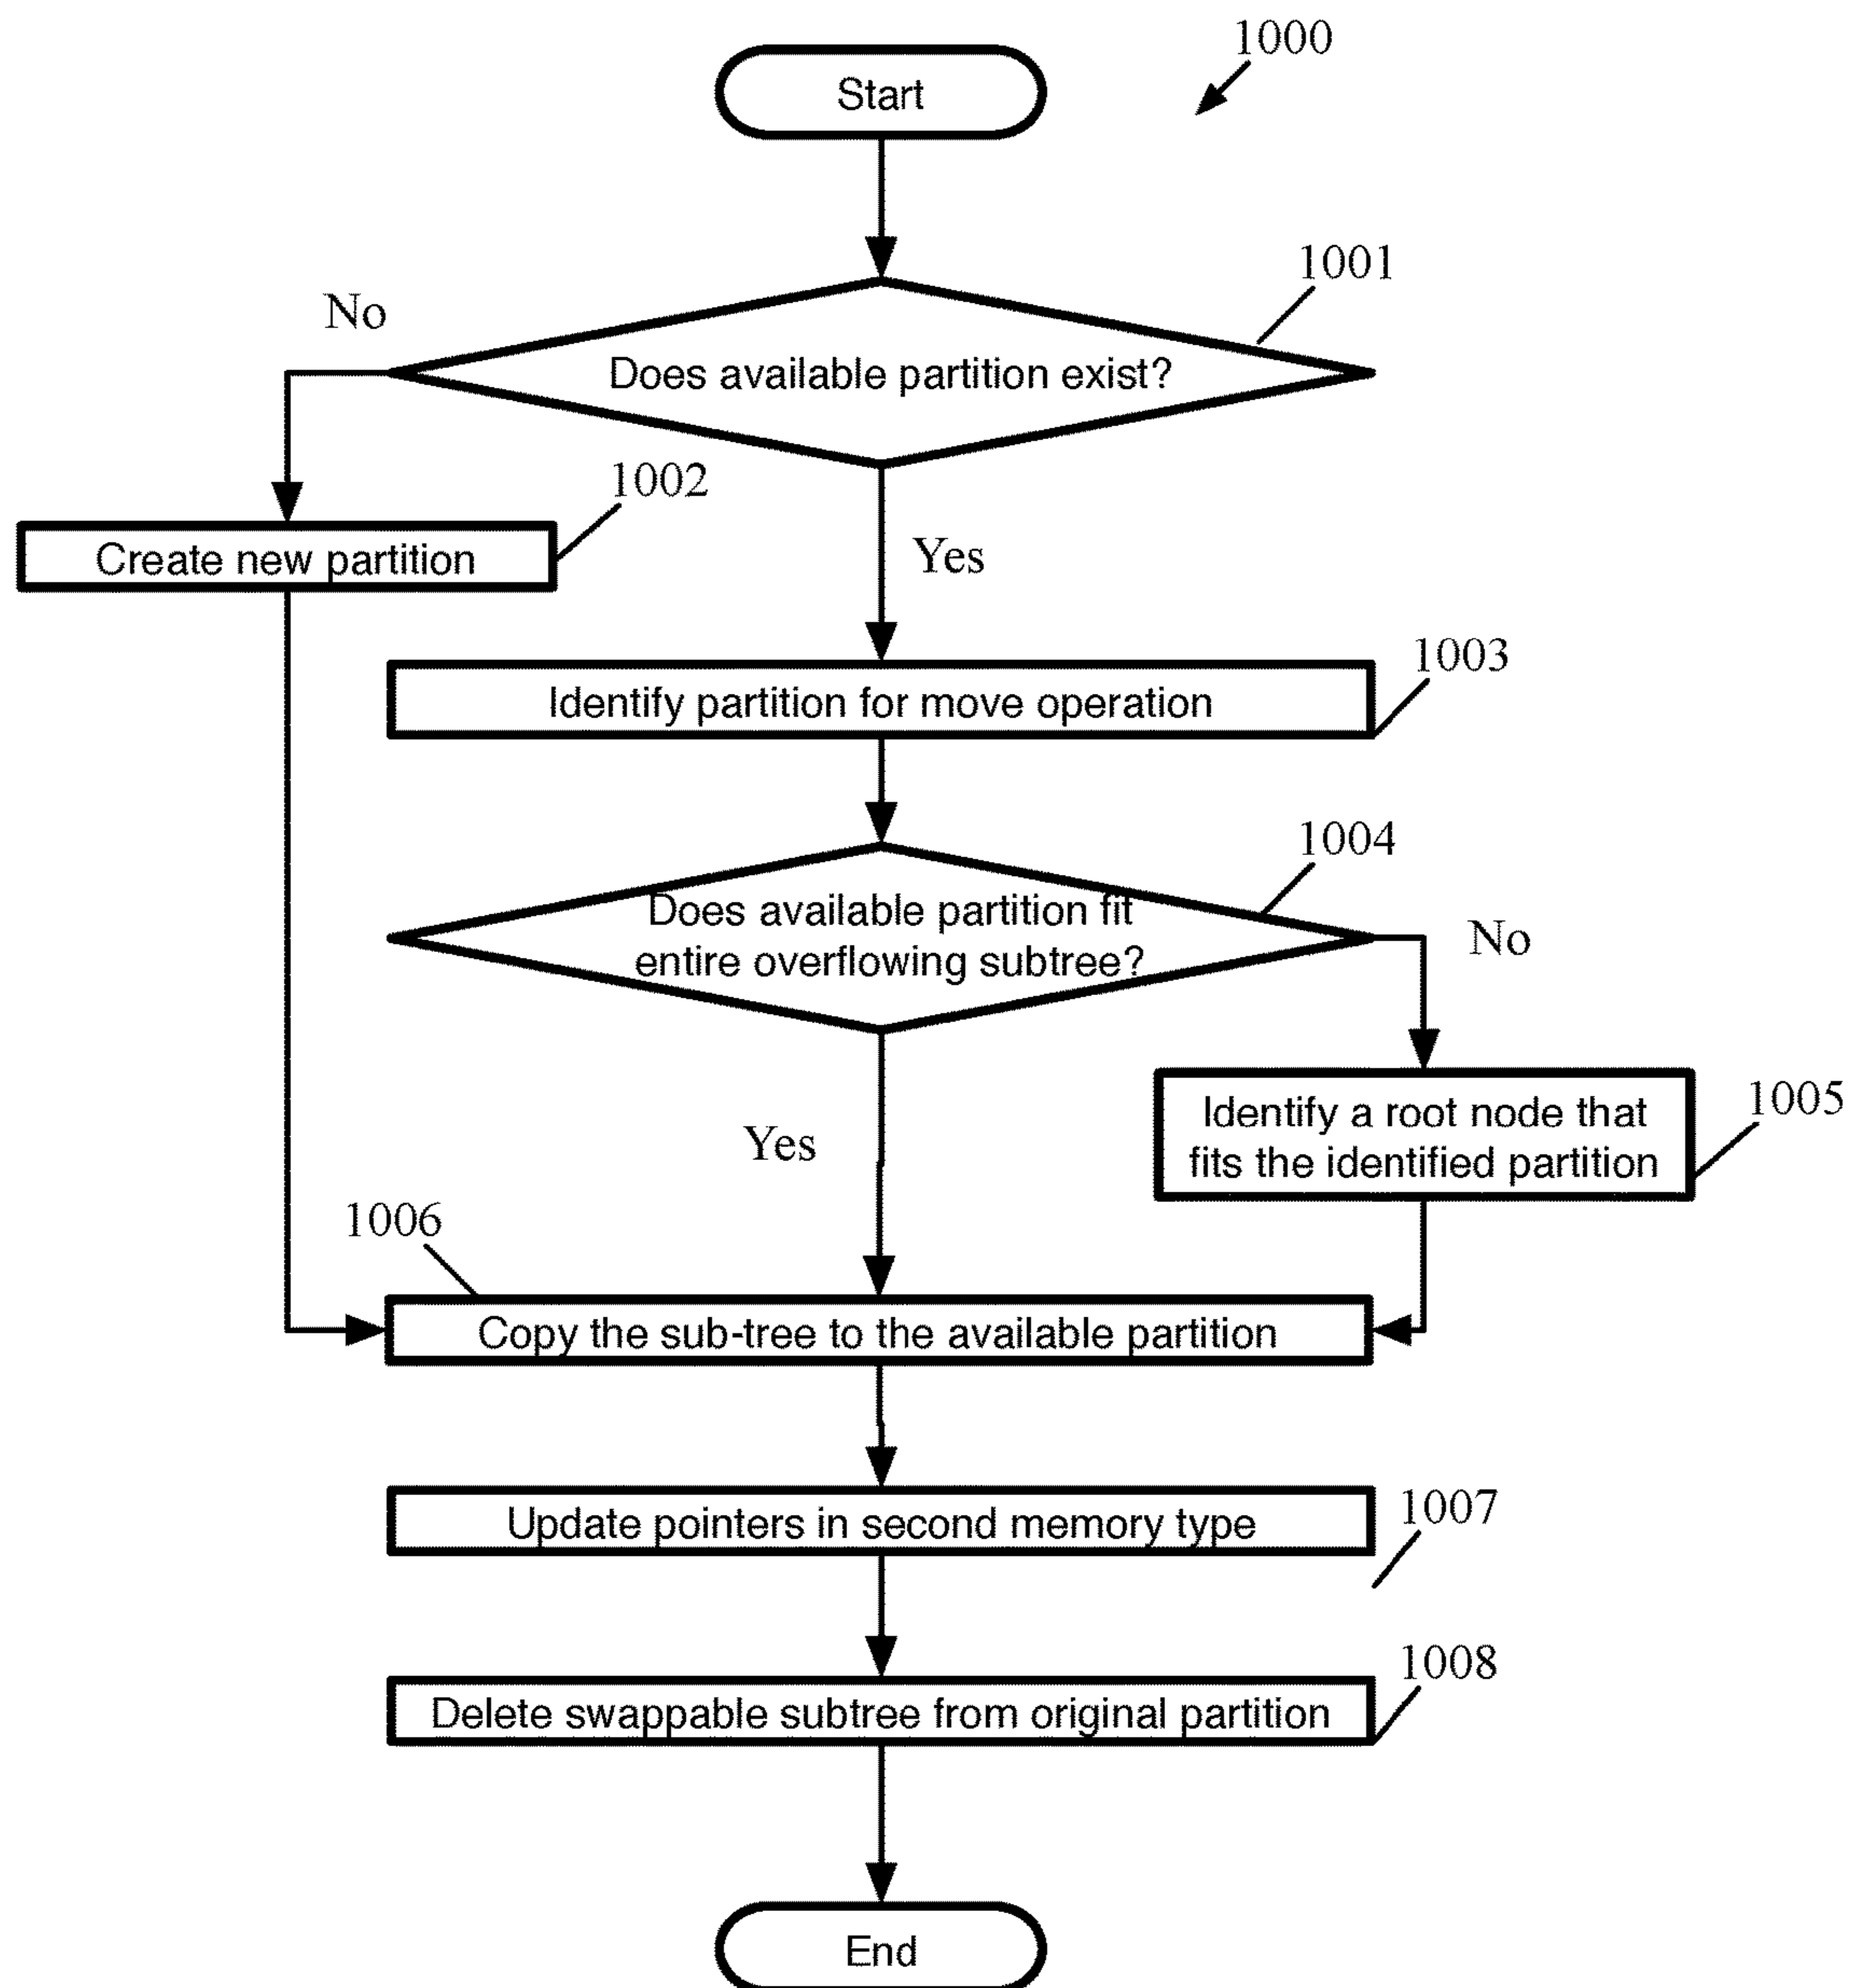 1000
Start
1001
No
Does available partition exist?
1002
Create new partition
Yes
1003
Identify partition for move operation
1004
Does available partition fit
entire overflowing subtree?
No
1005
Identify a root node that
fits the identified partition
Yes
1006
Copy the sub-tree to the available partition
1007
Update pointers in second memory type
1008
Delete swappable subtree from original partition
End